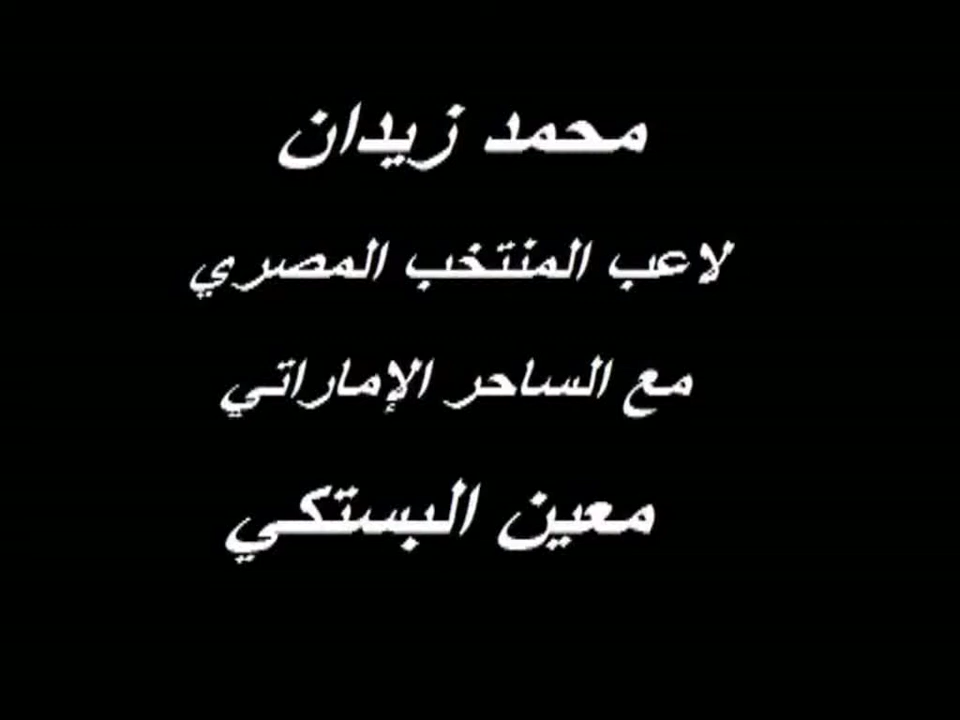 محمد زيدان
لاعب المنتخب المصري
مع الساحر الإماراتي
معين البستكي